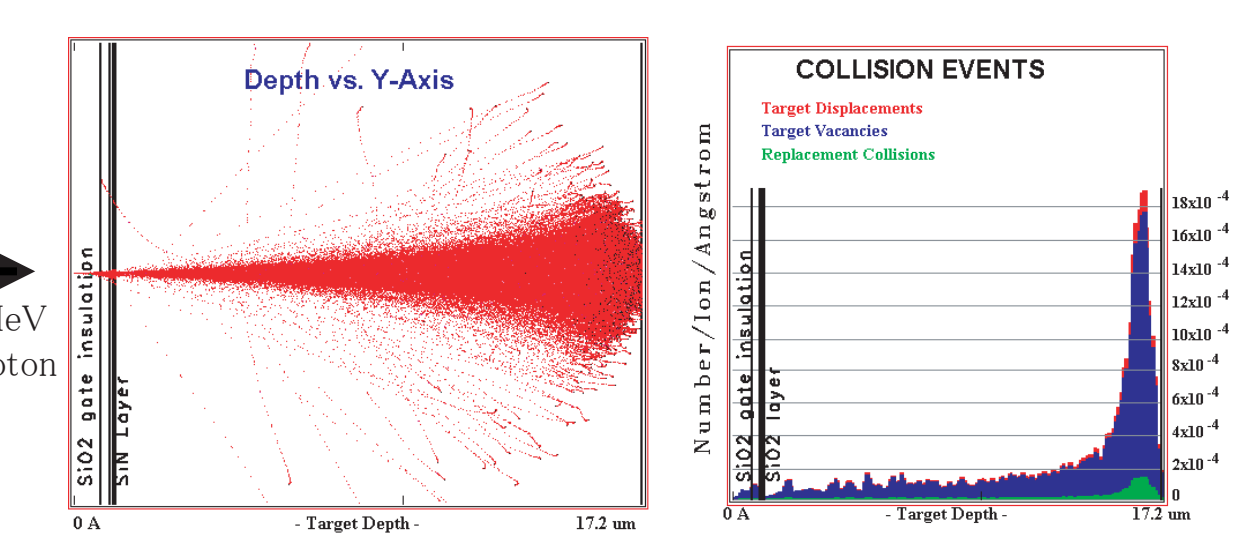 Depth vs. Y-Axis
SiO2 gate insulation
SiN Layer
0 A
- Target Depth -
17.2 um
COLLISION EVENTS
Target Displacements
Target Vacancies
Replacement Collisions
Number/Ion/Angstrom
SiO2 gate insulation
SiO2 layer
18x10 -4
16x10 -4
14x10 -4
12x10 -4
10x10 -4
8x10 -4
6x10 -4
4x10 -4
2x10 -4
0
0 A
- Target Depth -
17.2 um